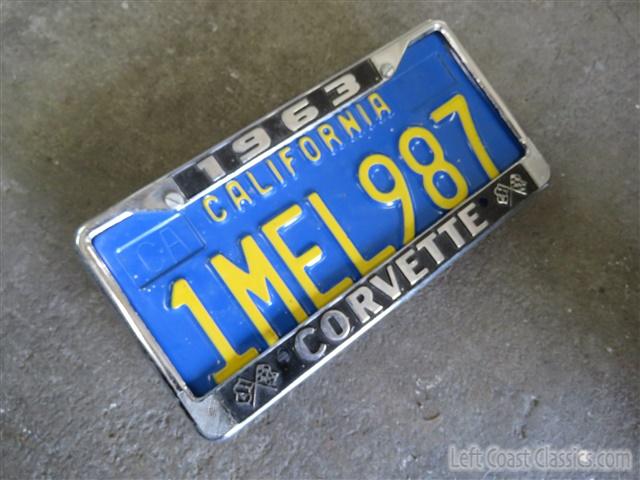 1963
CALIFORNIA
CA
1MEL987
CORVETTE
Left Coast Classics.com